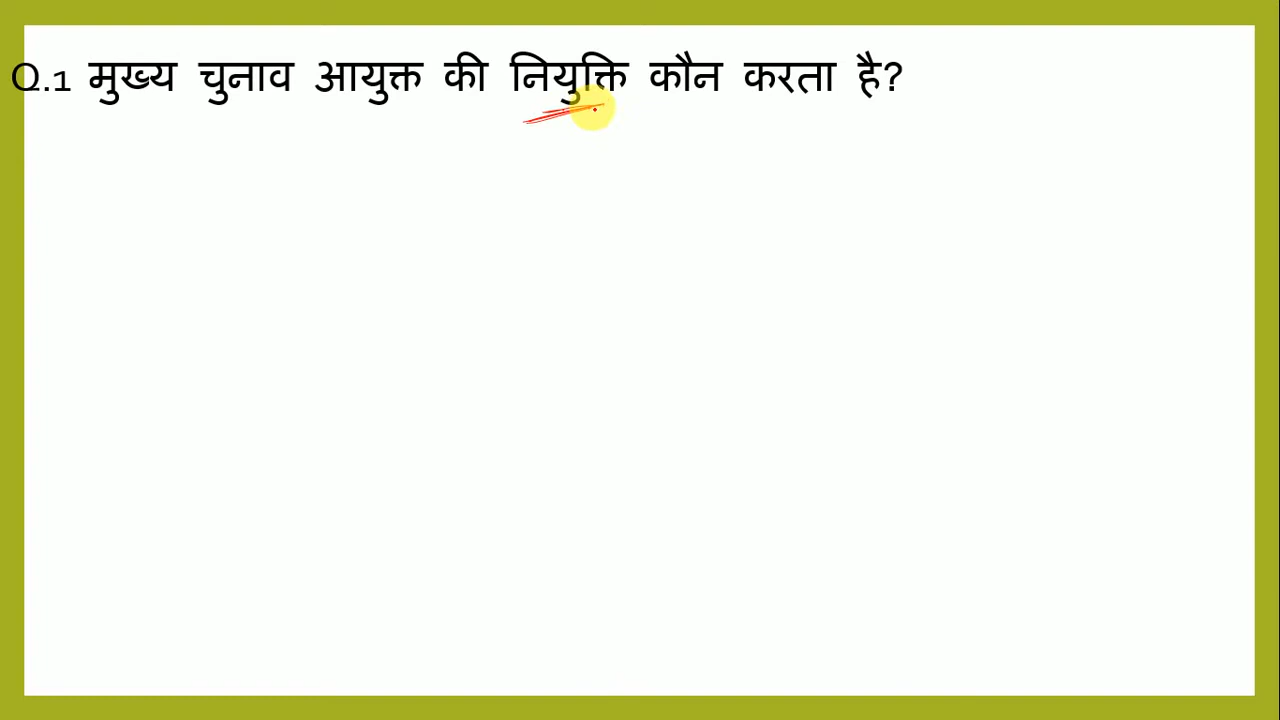 Q.1 मुख्य चुनाव आयुक्त की नियुक्ति कौन करता है?